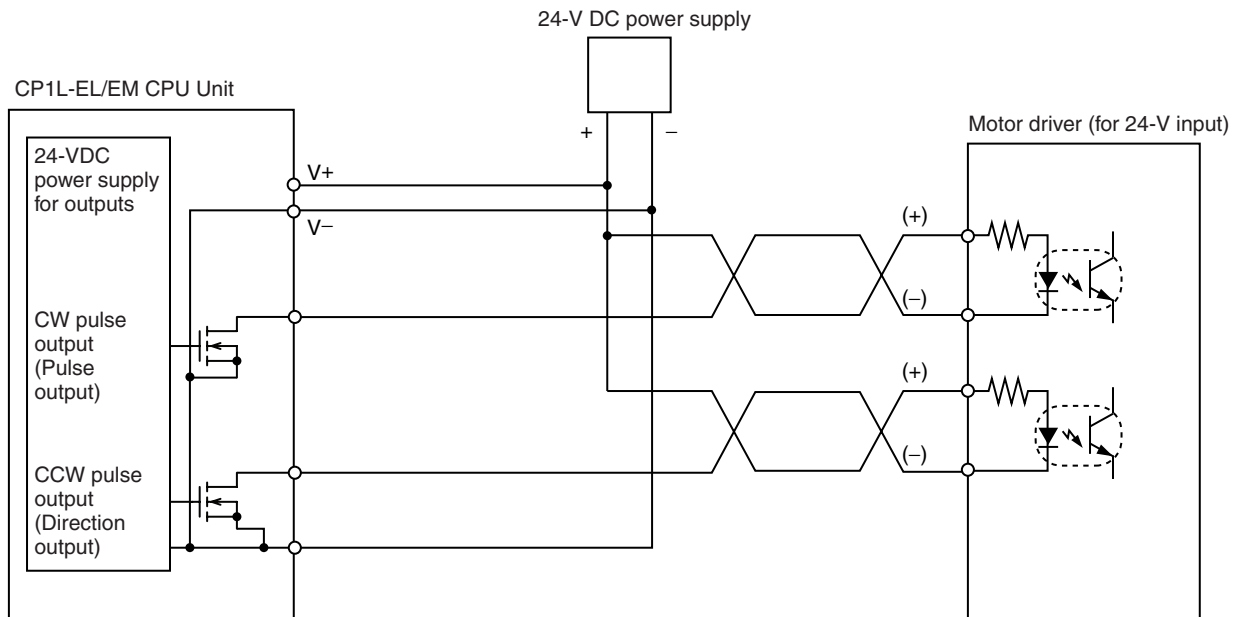 24-V DC power supply
CP1L-EL/EM CPU Unit
+
−
Motor driver (for 24-V input)
24-VDC
power supply
for outputs
V+
V−
(+)
(−)
CW pulse
output
(Pulse
output)
(+)
(−)
CCW pulse
output
(Direction
output)